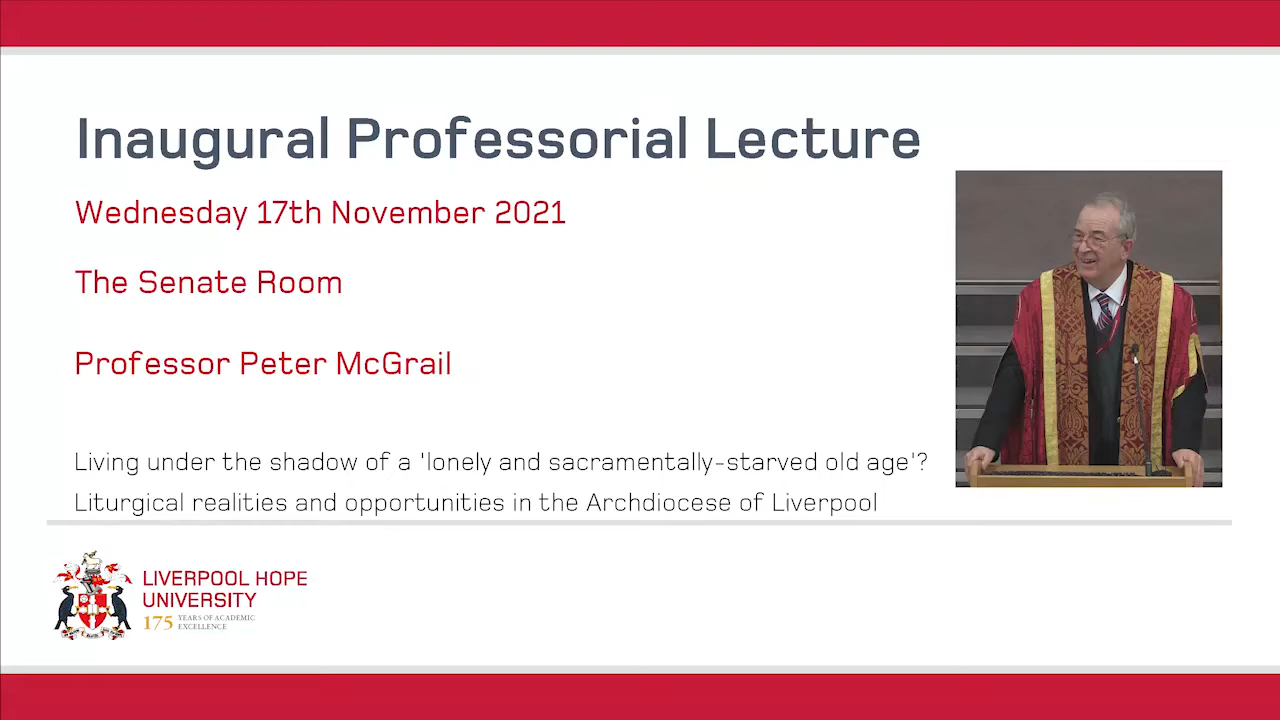 Inaugural Professorial Lecture
Wednesday 17th November 2021
The Senate Room
Professor Peter McGrail
Living under the shadow of a 'lonely and sacramentally-starved old age'?
Liturgical realities and opportunities in the Archdiocese of Liverpool
LIVERPOOL HOPE
UNIVERSITY
175 YEARS OF ACADEMIC
EXCELLENCE